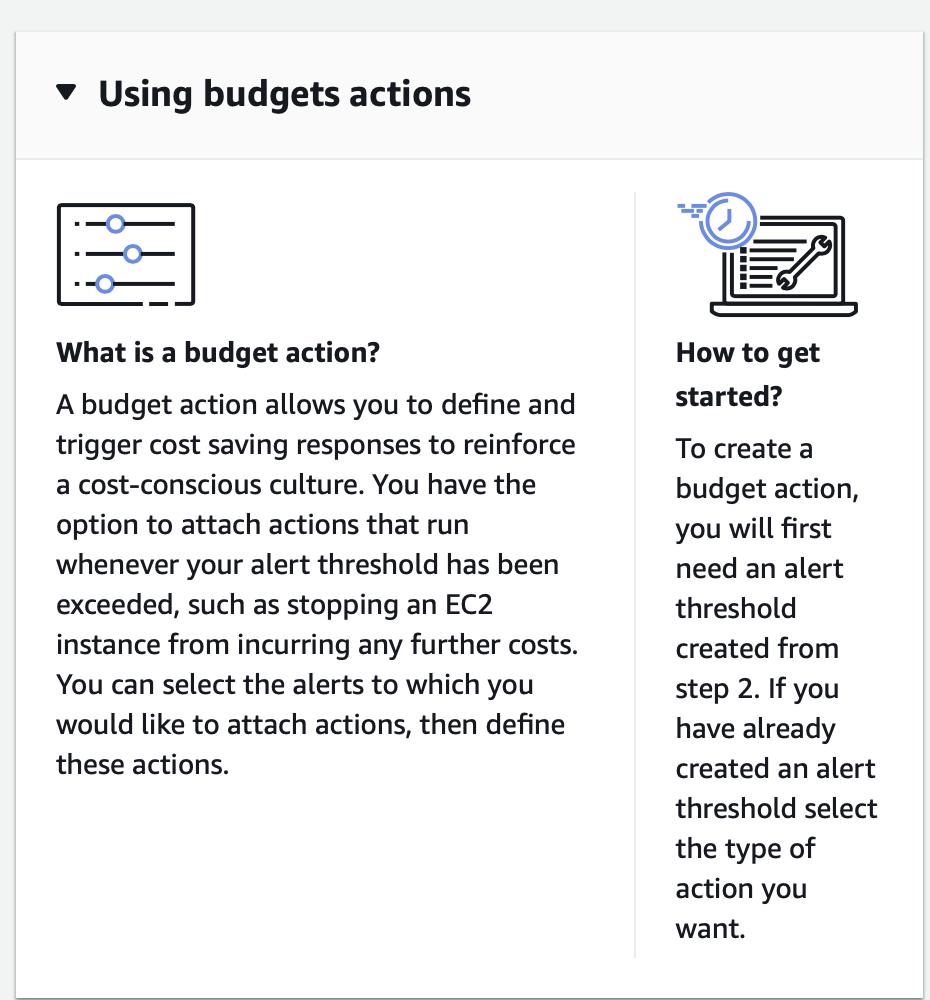 Using budgets actions
What is a budget action?
A budget action allows you to define and
trigger cost saving responses to reinforce
a cost-conscious culture. You have the
option to attach actions that run
whenever your alert threshold has been
exceeded, such as stopping an EC2
instance from incurring any further costs.
You can select the alerts to which you
would like to attach actions, then define
these actions.
How to get
started?
To create a
budget action,
you will first
need an alert
threshold
created from
step 2. If you
have already
created an alert
threshold select
the type of
action you
want.